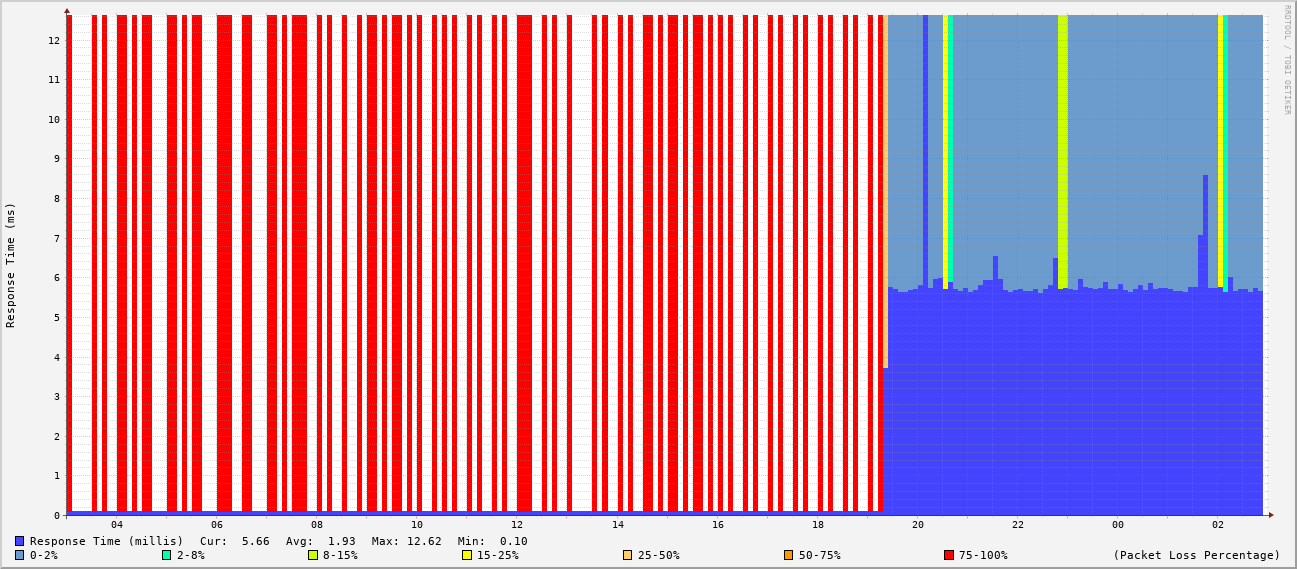 RRDTOOL / TOBI OETIKER
Response Time (ms)
12
11
10
9
8
7
6
5
4
3
2
1
0
04 06 08 10 12 14 16 18 20 22 00 02
Response Time (millis) Cur: 5.66 Avg: 1.93 Max: 12.62 Min: 0.10
0-2% 2-8% 8-15% 15-25% 25-50% 50-75% 75-100% (Packet Loss Percentage)